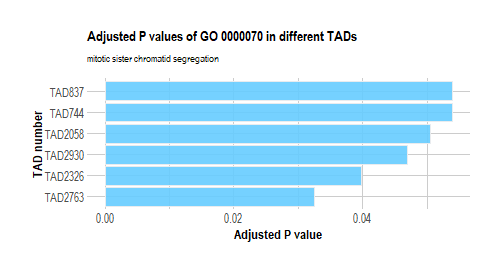 Adjusted P values of GO 0000070 in different TADs
mitotic sister chromatid segregation
TAD number
TAD837
TAD744
TAD2058
TAD2930
TAD2326
TAD2763
0.00 0.02 0.04
Adjusted P value